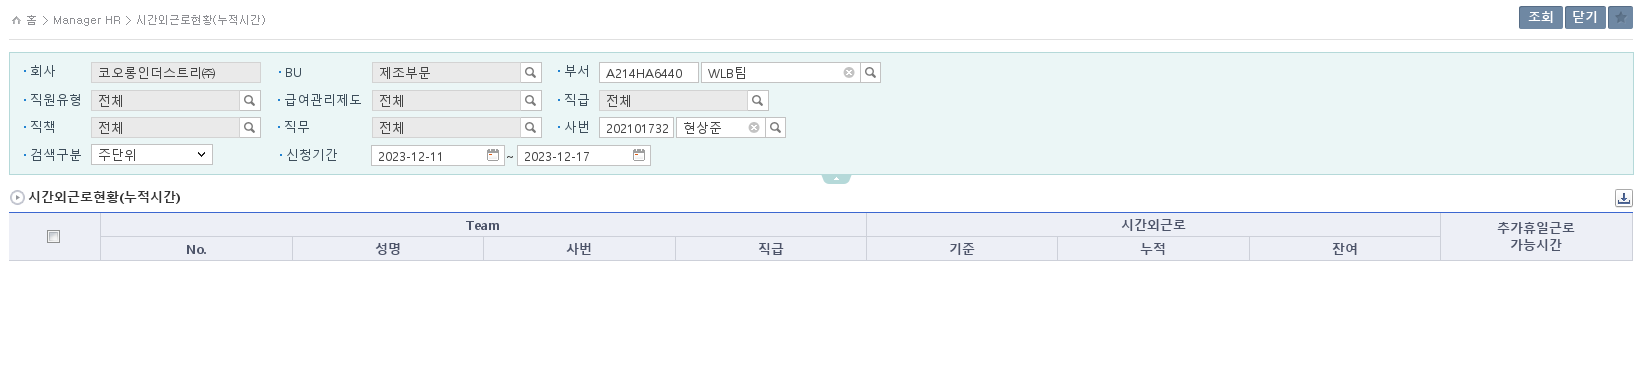 홈 > Manager HR > 시간외근로현황(누적시간)
조회 닫기
· 회사 코오롱인더스트리㈜ · BU 제조부문 · 부서 A214HA6440 WLB팀
· 직원유형 전체 · 급여관리제도 전체 · 직급 전체
· 직책 전체 · 직무 전체 · 사번 202101732 현상준
· 검색구분 주단위 · 신청기간 2023-12-11 ~ 2023-12-17
시간외근로현황(누적시간)
Team 시간외근로 추가휴일근로
가능시간
No. 성명 사번 직급 기준 누적 잔여